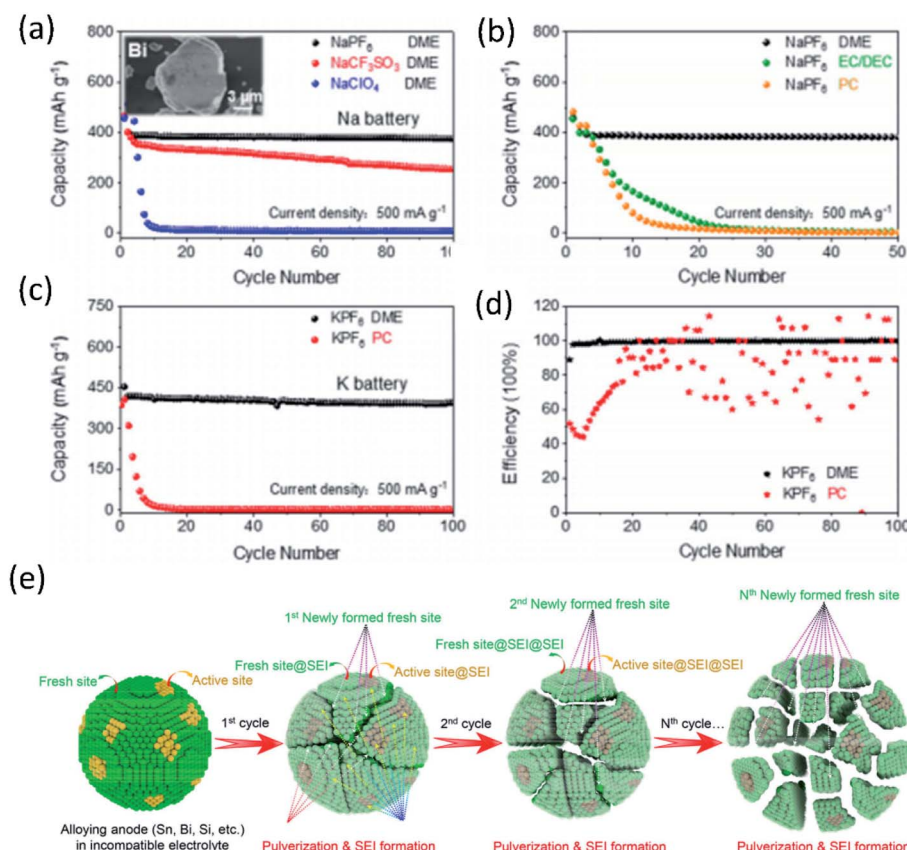 (a)
Capacity (mAh g⁻¹)
800
600
400
200
0
Bi
3 μm
NaPF₆ DME
NaCF₃SO₃ DME
NaClO₄ DME
Na battery
Current density: 500 mA g⁻¹
0 20 40 60 80 100
Cycle Number
(b)
Capacity (mAh g⁻¹)
800
600
400
200
0
NaPF₆ DME
NaPF₆ EC/DEC
NaPF₆ PC
Current density: 500 mA g⁻¹
0 10 20 30 40 50
Cycle Number
(c)
Capacity (mAh g⁻¹)
750
600
450
300
150
0
KPF₆ DME
KPF₆ PC
K battery
Current density: 500 mA g⁻¹
0 20 40 60 80 100
Cycle Number
(d)
Efficiency (100%)
120
100
80
60
40
20
0
KPF₆ DME
KPF₆ PC
0 20 40 60 80 100
Cycle Number
(e)
1st Newly formed fresh site
2nd Newly formed fresh site
Nth Newly formed fresh site
Fresh site@SEI
Fresh site@SEI@SEI
Fresh site
Active site
Active site@SEI
Active site@SEI@SEI
1st cycle
2nd cycle
Nth cycle...
Alloying anode (Sn, Bi, Si, etc.)
in incompatible electrolyte
Pulverization & SEI formation
Pulverization & SEI formation
Pulverization & SEI formation